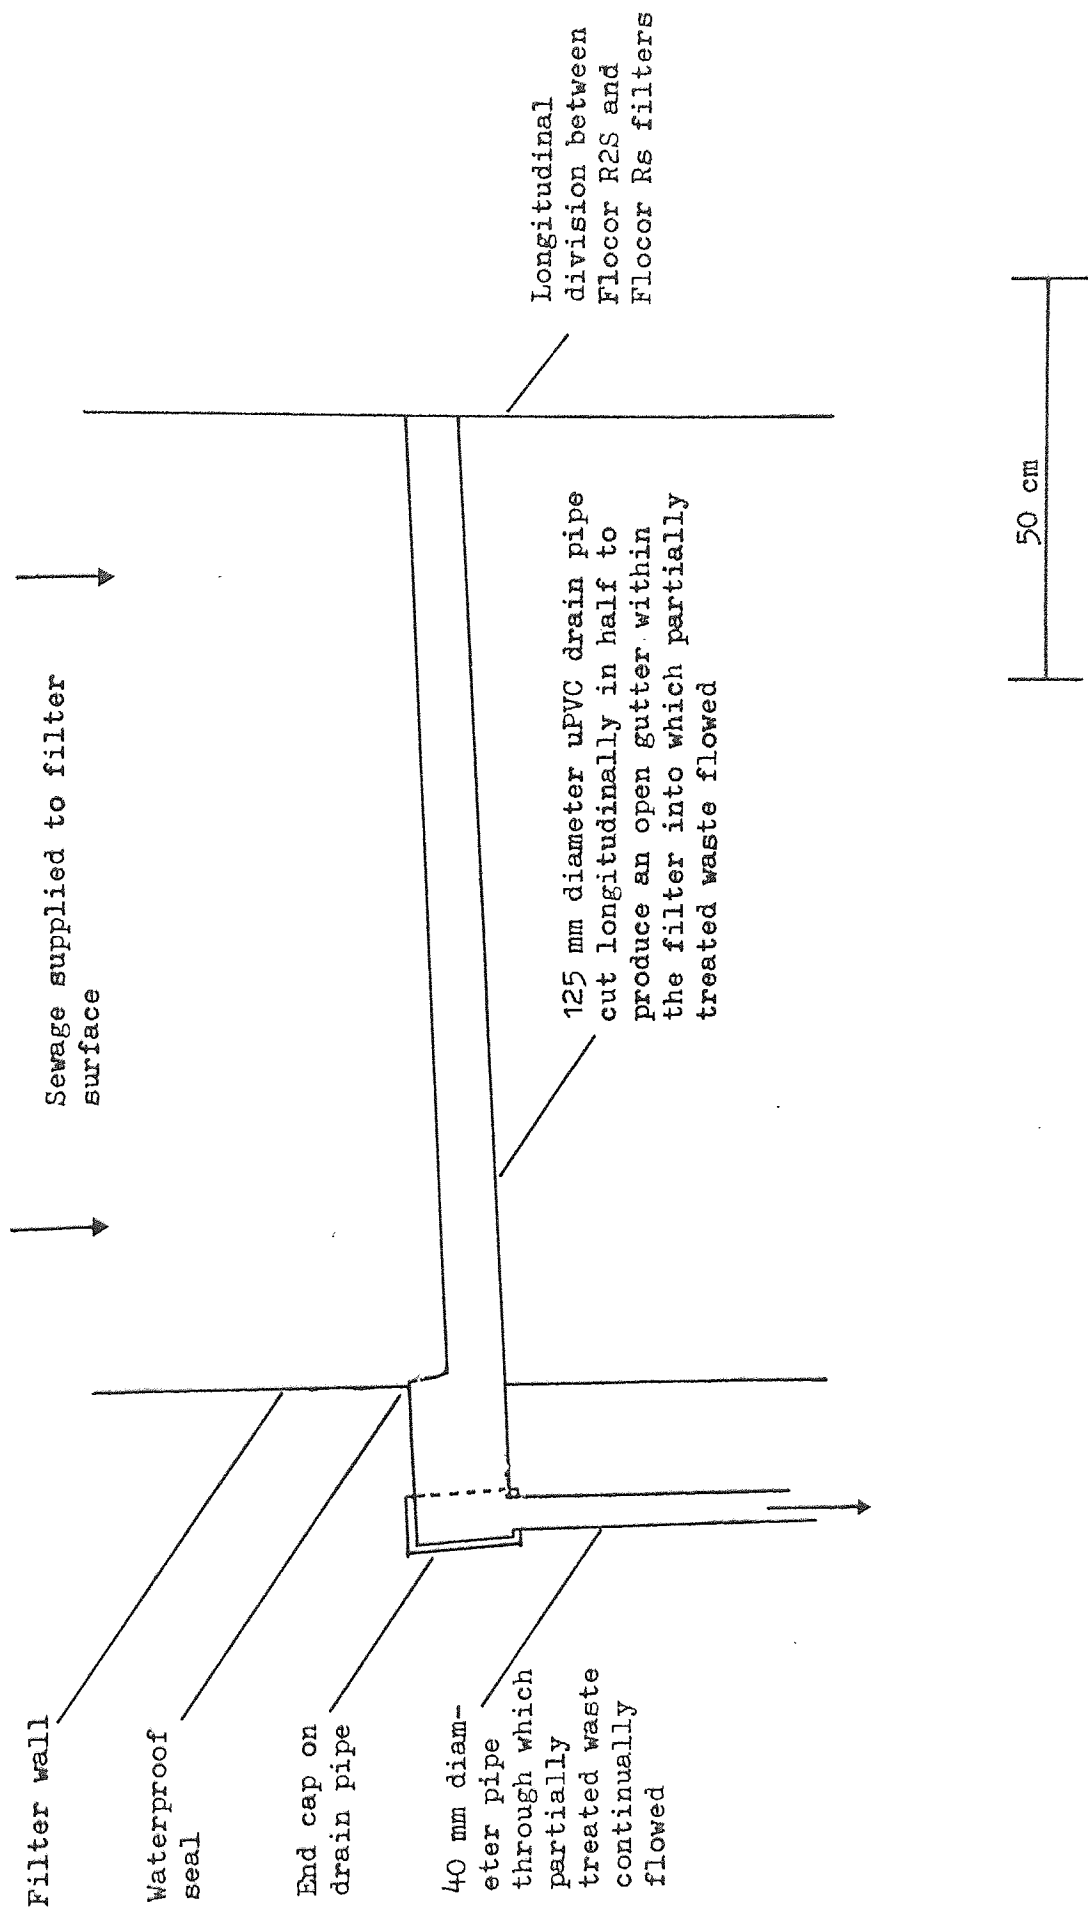 Filter wall
Waterproof
seal
End cap on
drain pipe
40 mm diam-
eter pipe
through which
partially
treated waste
continually
flowed
Sewage supplied to filter
surface
125 mm diameter uPVC drain pipe
cut longitudinally in half to
produce an open gutter within
the filter into which partially
treated waste flowed
Longitudinal
division between
Flocor R2S and
Flocor Rs filters
50 cm